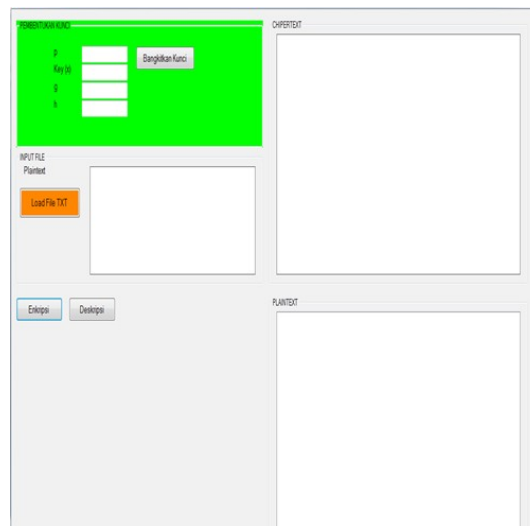 PEMBENTUKAN KUNCI
p
Key (x)
g
h
Bangkitkan Kunci
INPUT FILE
Plaintext
Load File TXT
Enkripsi
Deskripsi
CHIPERTEXT
PLAINTEXT